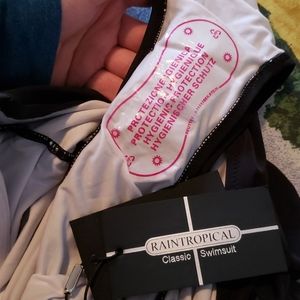 PROTEZIONE IGIENICA
PROTECTION HYGIENIQUE
HYGIENIC PROTECTION
HYGIENISCHER SCHUTZ
RAINTROPICAL
Classic Swimsuit